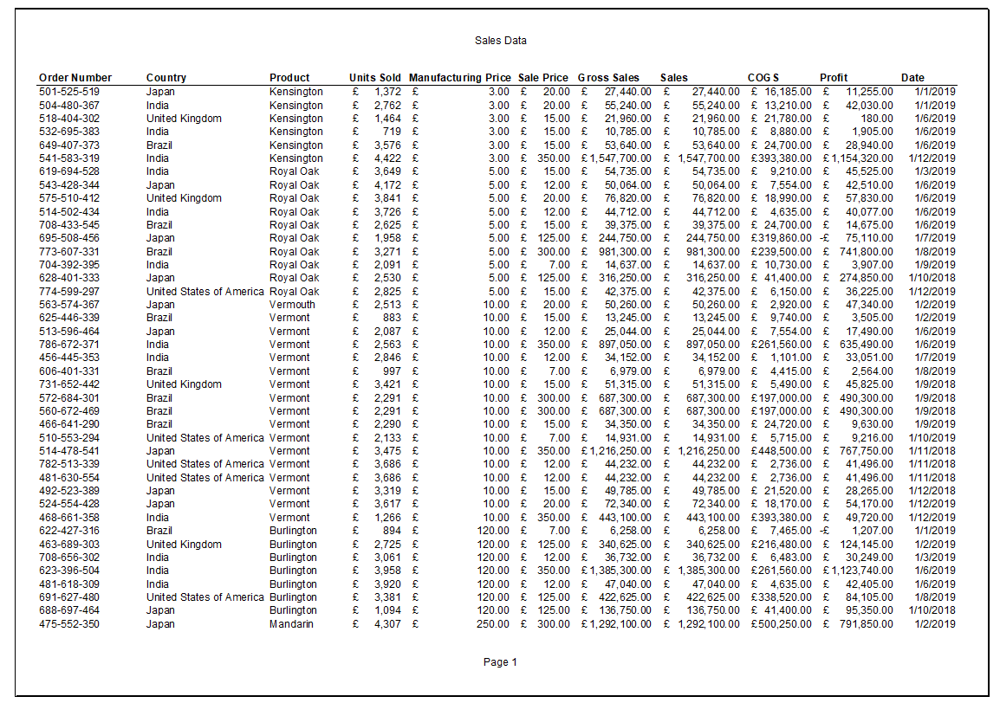 Sales Data
Order Number Country Product Units Sold Manufacturing Price Sale Price Gross Sales Sales COGS Profit Date
501-525-519 Japan Kensington £ 1,372 £ 3.00 £ 20.00 £ 27,440.00 £ 27,440.00 £ 16,185.00 £ 11,255.00 1/1/2019
504-480-367 India Kensington £ 2,762 £ 3.00 £ 20.00 £ 55,240.00 £ 55,240.00 £ 13,210.00 £ 42,030.00 1/1/2019
518-404-302 United Kingdom Kensington £ 1,464 £ 3.00 £ 15.00 £ 21,960.00 £ 21,960.00 £ 21,780.00 £ 180.00 1/6/2019
532-695-383 India Kensington £ 719 £ 3.00 £ 15.00 £ 10,785.00 £ 10,785.00 £ 8,880.00 £ 1,905.00 1/6/2019
649-407-373 Brazil Kensington £ 3,576 £ 3.00 £ 15.00 £ 53,640.00 £ 53,640.00 £ 24,700.00 £ 28,940.00 1/6/2019
541-583-319 India Kensington £ 4,422 £ 3.00 £ 350.00 £ 1,547,700.00 £ 1,547,700.00 £393,380.00 £ 1,154,320.00 1/12/2019
619-694-528 India Royal Oak £ 3,649 £ 5.00 £ 15.00 £ 54,735.00 £ 54,735.00 £ 9,210.00 £ 45,525.00 1/3/2019
543-428-344 Japan Royal Oak £ 4,172 £ 5.00 £ 12.00 £ 50,064.00 £ 50,064.00 £ 7,554.00 £ 42,510.00 1/6/2019
575-510-412 United Kingdom Royal Oak £ 3,841 £ 5.00 £ 20.00 £ 76,820.00 £ 76,820.00 £ 18,990.00 £ 57,830.00 1/6/2019
514-502-434 India Royal Oak £ 3,726 £ 5.00 £ 12.00 £ 44,712.00 £ 44,712.00 £ 4,635.00 £ 40,077.00 1/6/2019
708-433-545 Brazil Royal Oak £ 2,625 £ 5.00 £ 15.00 £ 39,375.00 £ 39,375.00 £ 24,700.00 £ 14,675.00 1/6/2019
695-508-456 Japan Royal Oak £ 1,958 £ 5.00 £ 125.00 £ 244,750.00 £ 244,750.00 £319,860.00 -£ 75,110.00 1/7/2019
773-607-331 Brazil Royal Oak £ 3,271 £ 5.00 £ 300.00 £ 981,300.00 £ 981,300.00 £239,500.00 £ 741,800.00 1/8/2019
704-392-395 India Royal Oak £ 2,091 £ 5.00 £ 7.00 £ 14,637.00 £ 14,637.00 £ 10,730.00 £ 3,907.00 1/9/2019
628-401-333 Japan Royal Oak £ 2,530 £ 5.00 £ 125.00 £ 316,250.00 £ 316,250.00 £ 41,400.00 £ 274,850.00 1/10/2018
774-599-297 United States of America Royal Oak £ 2,825 £ 5.00 £ 15.00 £ 42,375.00 £ 42,375.00 £ 6,150.00 £ 36,225.00 1/12/2019
563-574-367 Japan Vermouth £ 2,513 £ 10.00 £ 20.00 £ 50,260.00 £ 50,260.00 £ 2,920.00 £ 47,340.00 1/2/2019
625-446-339 Brazil Vermont £ 883 £ 10.00 £ 15.00 £ 13,245.00 £ 13,245.00 £ 9,740.00 £ 3,505.00 1/2/2019
513-596-464 Japan Vermont £ 2,087 £ 10.00 £ 12.00 £ 25,044.00 £ 25,044.00 £ 7,554.00 £ 17,490.00 1/6/2019
786-672-371 India Vermont £ 2,563 £ 10.00 £ 350.00 £ 897,050.00 £ 897,050.00 £261,560.00 £ 635,490.00 1/6/2019
456-445-353 India Vermont £ 2,846 £ 10.00 £ 12.00 £ 34,152.00 £ 34,152.00 £ 1,101.00 £ 33,051.00 1/7/2019
606-401-331 Brazil Vermont £ 997 £ 10.00 £ 7.00 £ 6,979.00 £ 6,979.00 £ 4,415.00 £ 2,564.00 1/8/2019
731-652-442 United Kingdom Vermont £ 3,421 £ 10.00 £ 15.00 £ 51,315.00 £ 51,315.00 £ 5,490.00 £ 45,825.00 1/9/2018
572-684-301 Brazil Vermont £ 2,291 £ 10.00 £ 300.00 £ 687,300.00 £ 687,300.00 £197,000.00 £ 490,300.00 1/9/2018
560-672-469 Brazil Vermont £ 2,291 £ 10.00 £ 300.00 £ 687,300.00 £ 687,300.00 £197,000.00 £ 490,300.00 1/9/2018
466-641-290 Brazil Vermont £ 2,290 £ 10.00 £ 15.00 £ 34,350.00 £ 34,350.00 £ 24,720.00 £ 9,630.00 1/9/2019
510-553-294 United States of America Vermont £ 2,133 £ 10.00 £ 7.00 £ 14,931.00 £ 14,931.00 £ 5,715.00 £ 9,216.00 1/10/2019
514-478-541 Japan Vermont £ 3,475 £ 10.00 £ 350.00 £ 1,216,250.00 £ 1,216,250.00 £448,500.00 £ 767,750.00 1/11/2018
782-513-339 United States of America Vermont £ 3,686 £ 10.00 £ 12.00 £ 44,232.00 £ 44,232.00 £ 2,736.00 £ 41,496.00 1/11/2018
481-630-554 United States of America Vermont £ 3,686 £ 10.00 £ 12.00 £ 44,232.00 £ 44,232.00 £ 2,736.00 £ 41,496.00 1/11/2018
492-523-389 Japan Vermont £ 3,319 £ 10.00 £ 15.00 £ 49,785.00 £ 49,785.00 £ 21,520.00 £ 28,265.00 1/12/2018
524-554-428 Japan Vermont £ 3,617 £ 10.00 £ 20.00 £ 72,340.00 £ 72,340.00 £ 18,170.00 £ 54,170.00 1/12/2019
468-661-358 India Vermont £ 1,266 £ 10.00 £ 350.00 £ 443,100.00 £ 443,100.00 £393,380.00 £ 49,720.00 1/12/2019
622-427-316 Brazil Burlington £ 894 £ 120.00 £ 7.00 £ 6,258.00 £ 6,258.00 £ 7,465.00 -£ 1,207.00 1/1/2019
463-689-303 United Kingdom Burlington £ 2,725 £ 120.00 £ 125.00 £ 340,625.00 £ 340,625.00 £216,480.00 £ 124,145.00 1/2/2019
708-656-302 India Burlington £ 3,061 £ 120.00 £ 12.00 £ 36,732.00 £ 36,732.00 £ 6,483.00 £ 30,249.00 1/3/2019
623-396-504 India Burlington £ 3,958 £ 120.00 £ 350.00 £ 1,385,300.00 £ 1,385,300.00 £261,560.00 £ 1,123,740.00 1/6/2019
481-618-309 India Burlington £ 3,920 £ 120.00 £ 12.00 £ 47,040.00 £ 47,040.00 £ 4,635.00 £ 42,405.00 1/6/2019
691-627-480 United States of America Burlington £ 3,381 £ 120.00 £ 125.00 £ 422,625.00 £ 422,625.00 £338,520.00 £ 84,105.00 1/8/2019
688-697-464 Japan Burlington £ 1,094 £ 120.00 £ 125.00 £ 136,750.00 £ 136,750.00 £ 41,400.00 £ 95,350.00 1/10/2018
475-552-350 Japan Mandarin £ 4,307 £ 250.00 £ 300.00 £ 1,292,100.00 £ 1,292,100.00 £500,250.00 £ 791,850.00 1/2/2019
Page 1